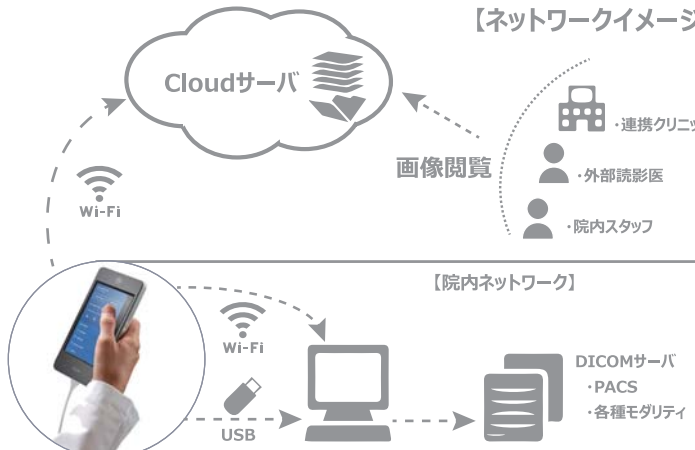 【ネットワークイメージ
Cloudサーバ
・連携クリニッ
画像閲覧
・外部読影医
Wi-Fi
・院内スタッフ
【院内ネットワーク】
Wi-Fi
DICOMサーバ
・PACS
・各種モダリティ
USB